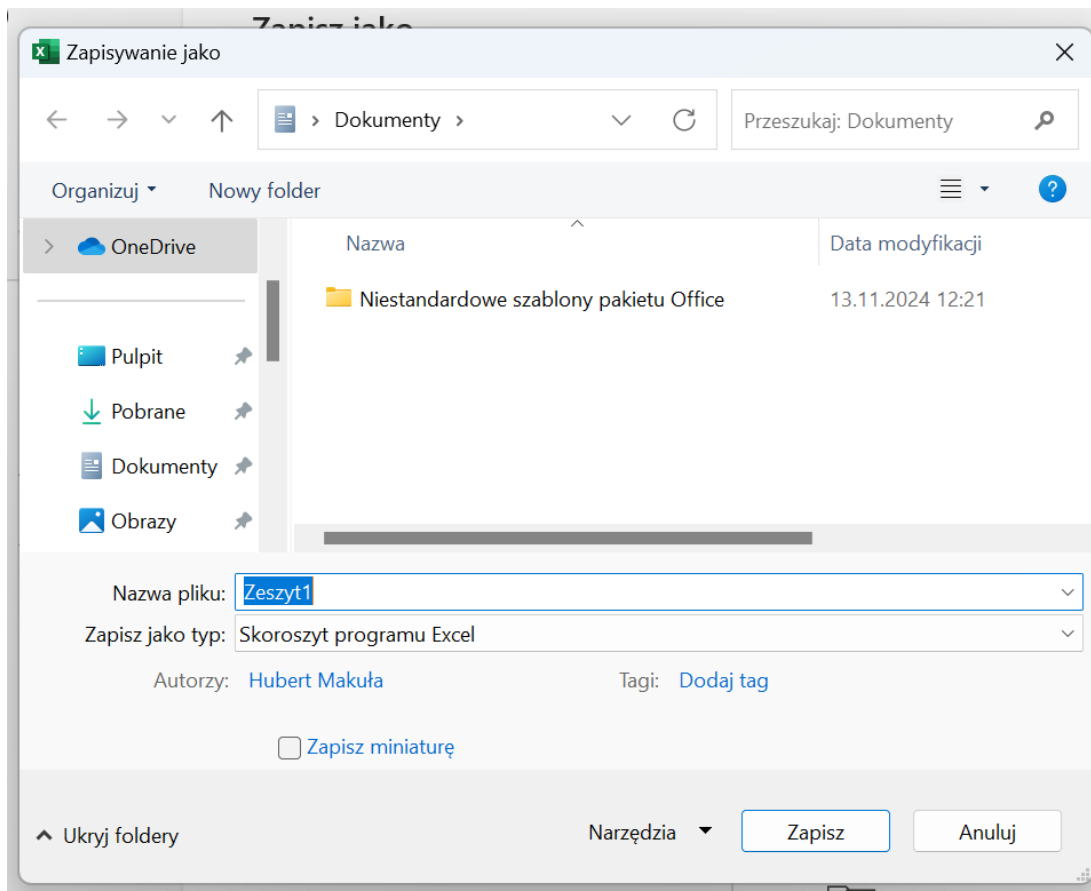 Zapisz jako
Zapisywanie jako
Dokumenty
Przeszukaj: Dokumenty
Organizuj
Nowy folder
?
OneDrive
Nazwa
Data modyfikacji
Niestandardowe szablony pakietu Office
13.11.2024 12:21
Pulpit
Pobrane
Dokumenty
Obrazy
Nazwa pliku: Zeszyt1
Zapisz jako typ: Skoroszyt programu Excel
Autorzy: Hubert Makuła
Tagi: Dodaj tag
Zapisz miniaturę
Ukryj foldery
Narzędzia
Zapisz
Anuluj